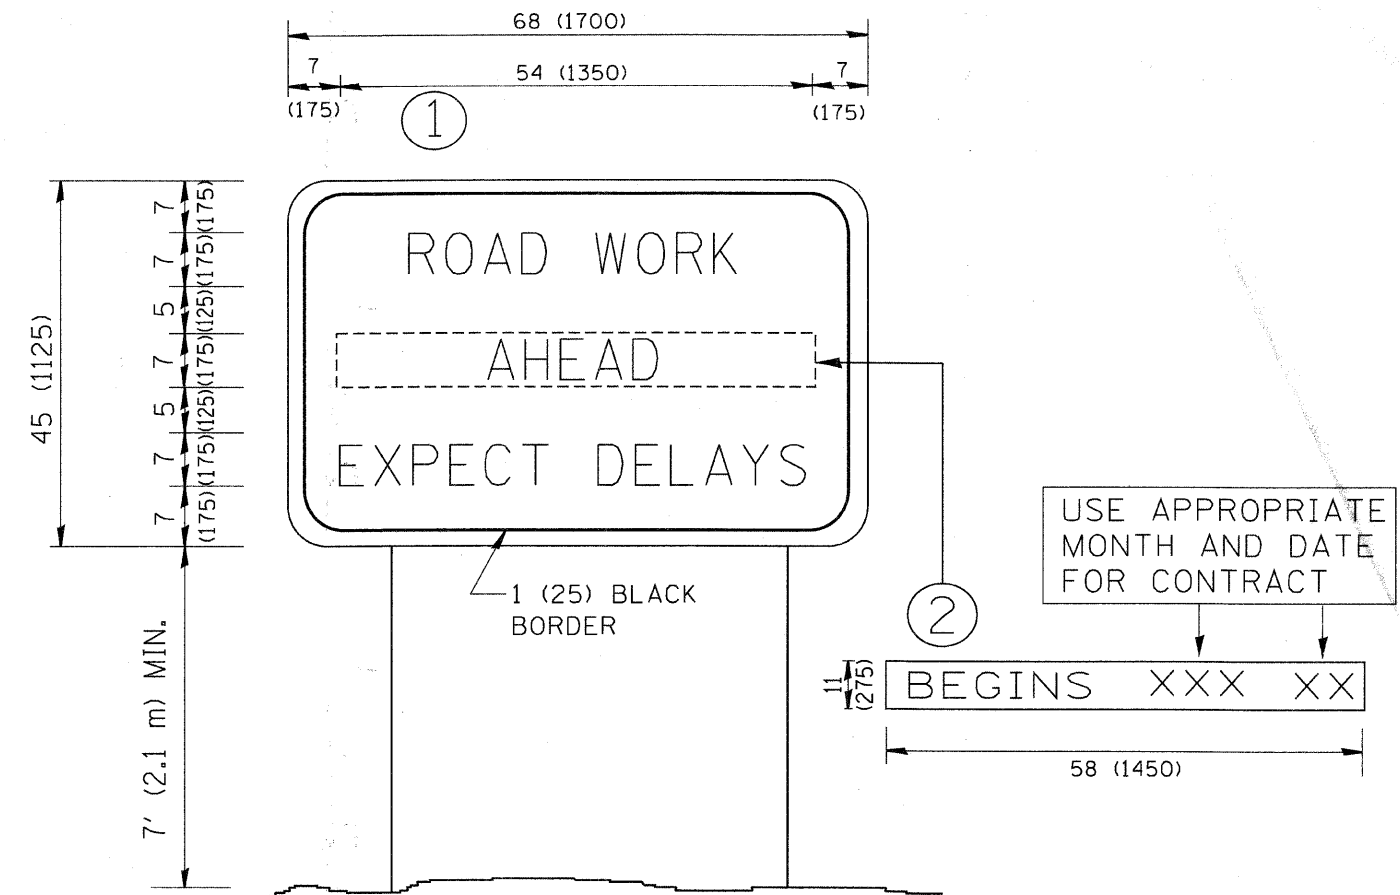 68 (1700)
7
54 (1350)
7
(175)
(175)
1
45 (1125)
7 (175)
7 (175)
5 (125)
7 (175)
5 (125)
7 (175)
7 (175)
ROAD WORK
AHEAD
EXPECT DELAYS
1 (25) BLACK
BORDER
7' (2.1 m) MIN.
2
USE APPROPRIATE
MONTH AND DATE
FOR CONTRACT
11
(275)
BEGINS XXX XX
58 (1450)